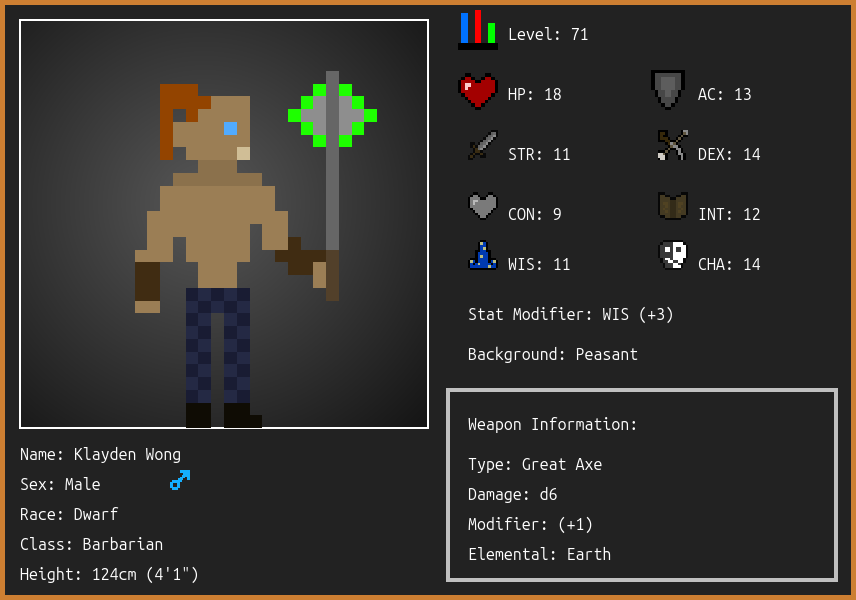 Level: 71
HP: 18
AC: 13
STR: 11
DEX: 14
CON: 9
INT: 12
WIS: 11
CHA: 14
Stat Modifier: WIS (+3)
Background: Peasant
Weapon Information:
Type: Great Axe
Damage: d6
Modifier: (+1)
Elemental: Earth
Name: Klayden Wong
Sex: Male
Race: Dwarf
Class: Barbarian
Height: 124cm (4'1")